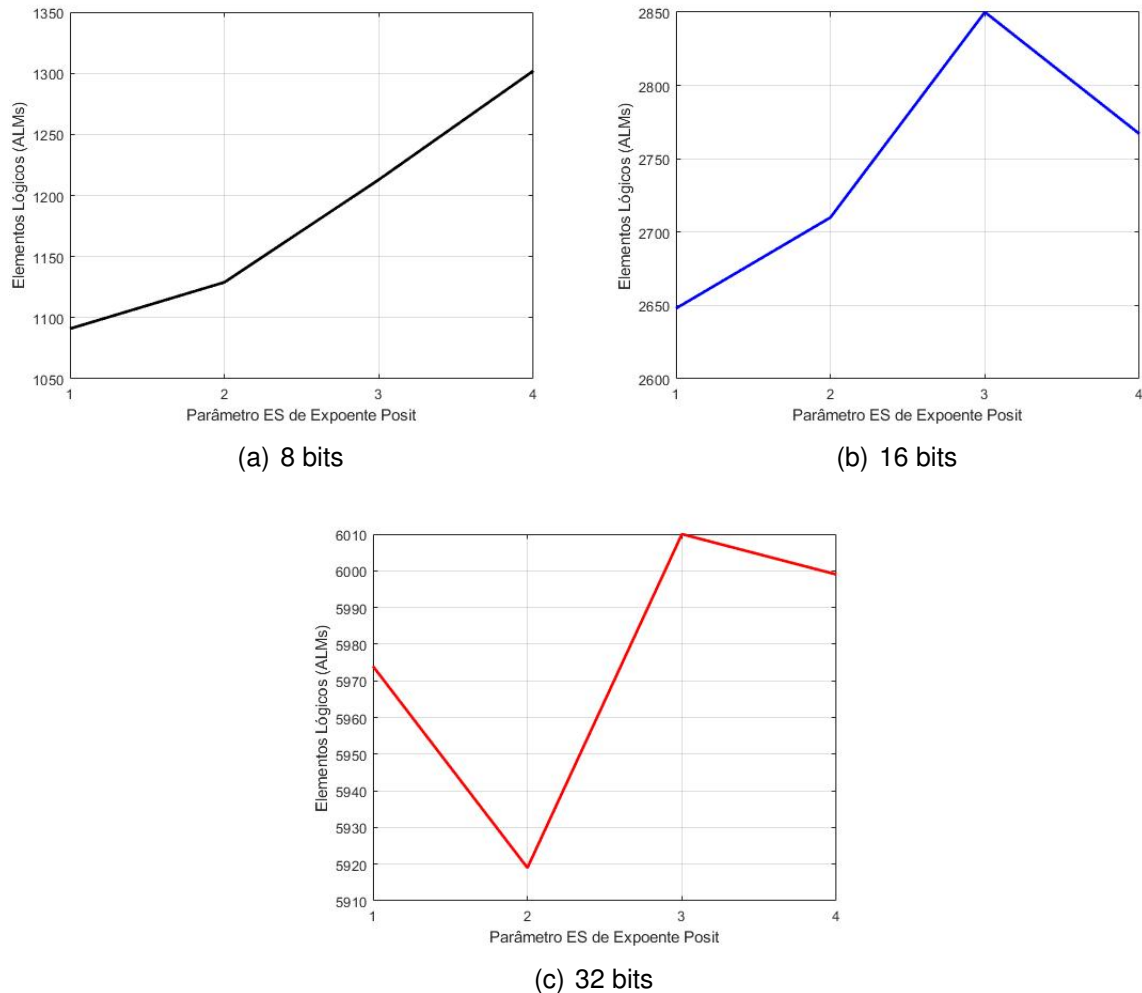 1350
1300
1250
1200
1150
1100
1050
Elementos Lógicos (ALMs)
1 2 3 4
Parâmetro ES de Expoente Posit
(a) 8 bits
2850
2800
2750
2700
2650
2600
Elementos Lógicos (ALMs)
1 2 3 4
Parâmetro ES de Expoente Posit
(b) 16 bits
6010
6000
5990
5980
5970
5960
5950
5940
5930
5920
5910
Elementos Lógicos (ALMs)
1 2 3 4
Parâmetro ES de Expoente Posit
(c) 32 bits